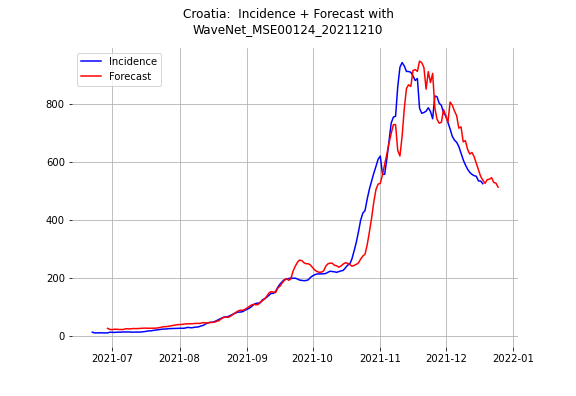 Croatia:  Incidence + Forecast with
WaveNet_MSE00124_20211210
Incidence
Forecast
800
600
400
200
0
2021-07 2021-08 2021-09 2021-10 2021-11 2021-12 2022-01